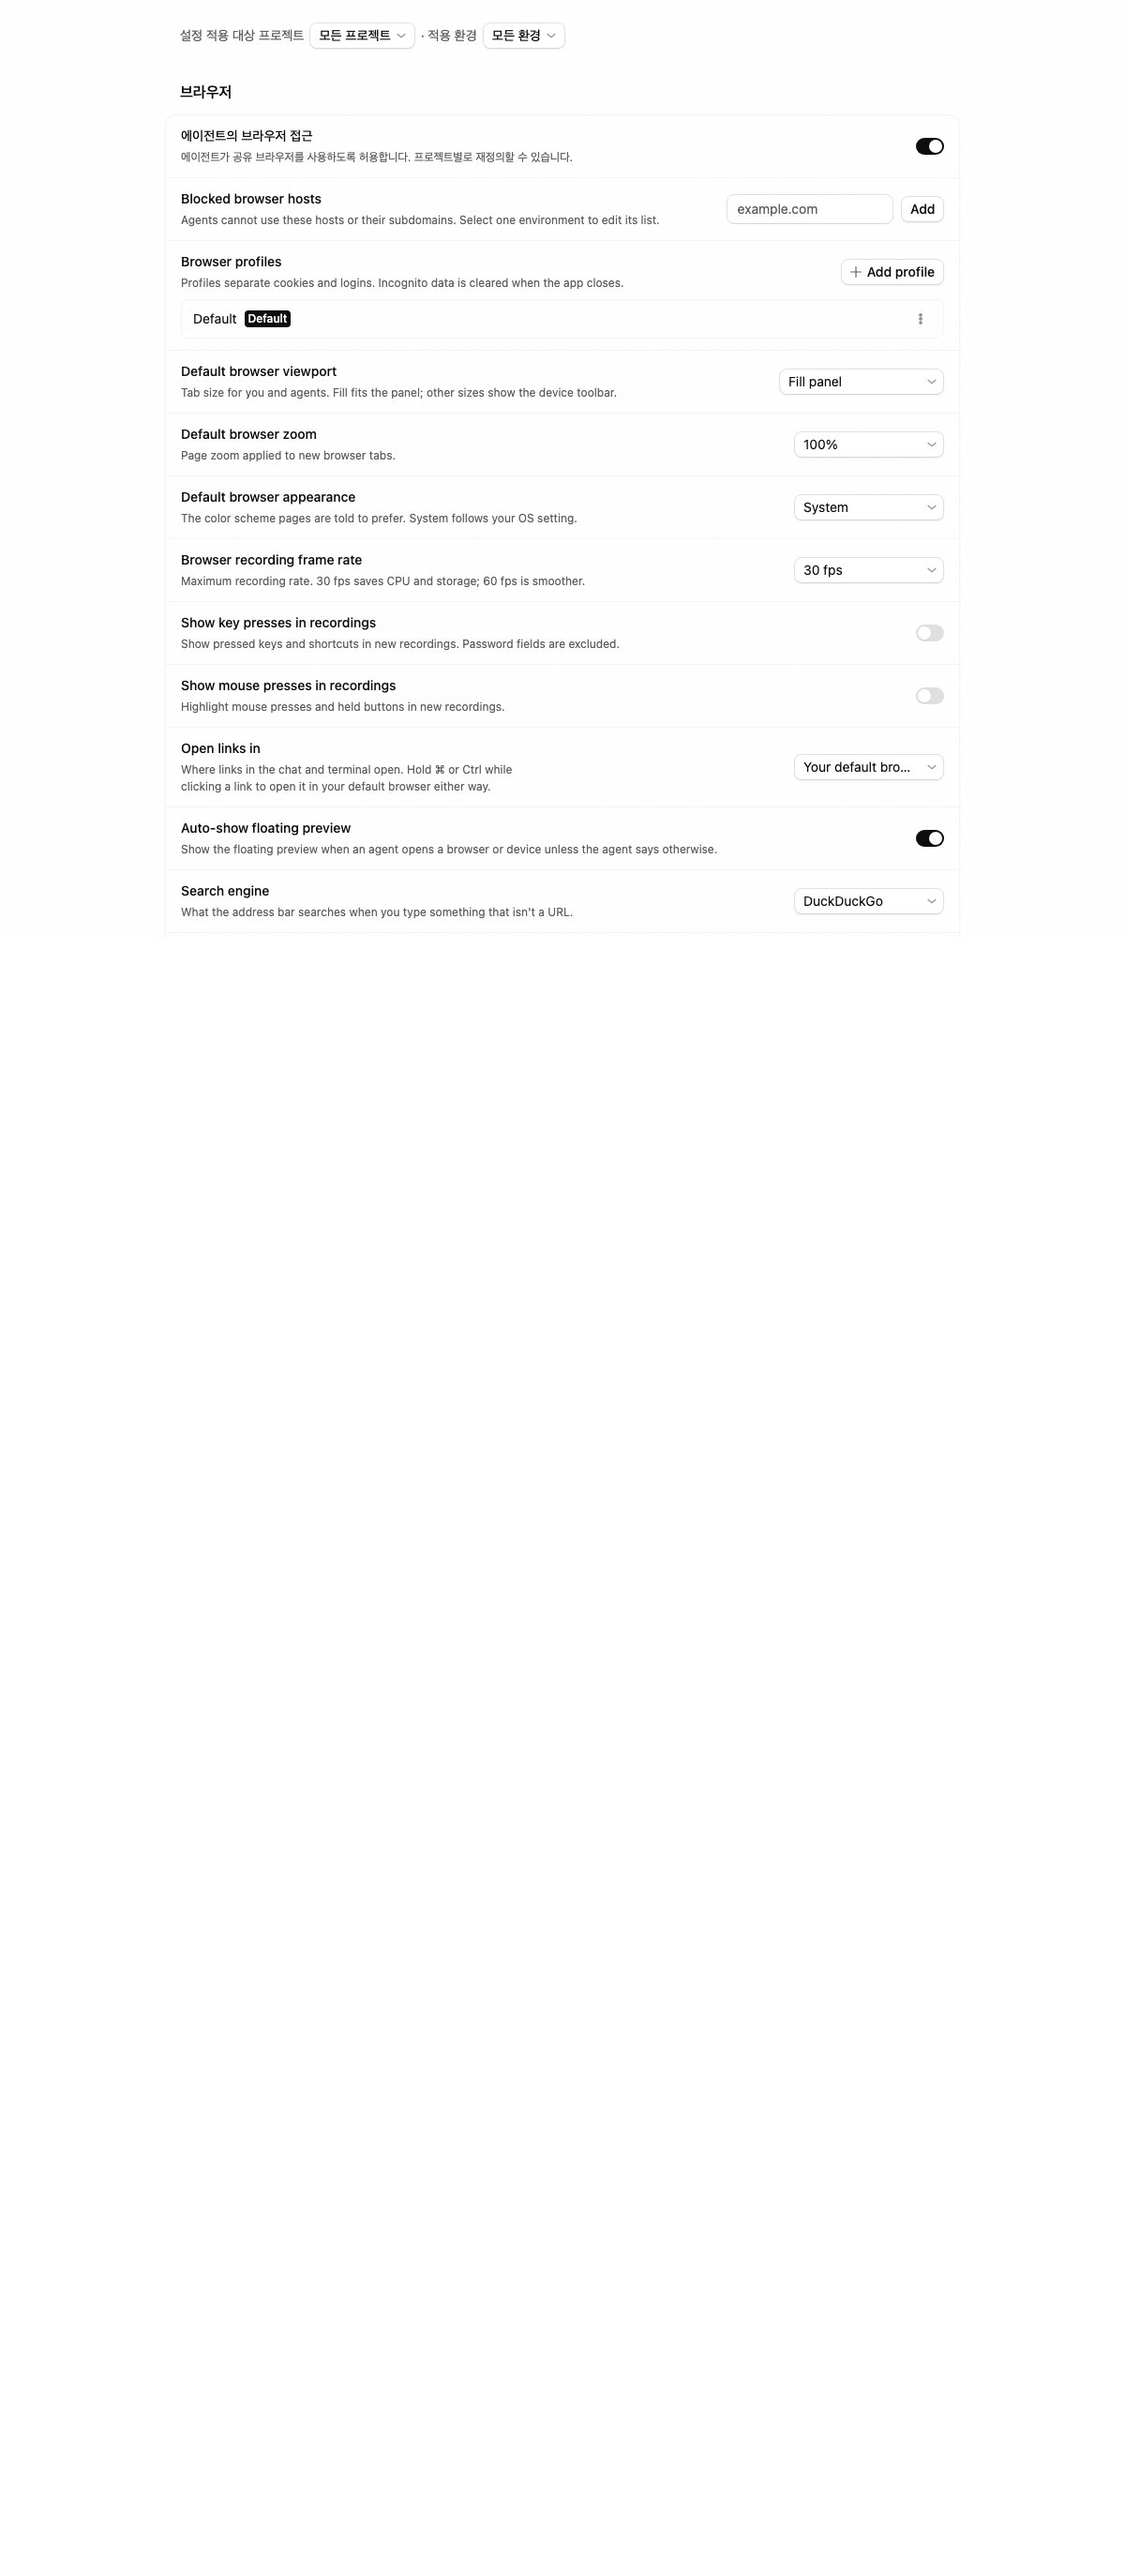 설정 적용 대상 프로젝트 모든 프로젝트 · 적용 환경 모든 환경
브라우저
에이전트의 브라우저 접근
에이전트가 공유 브라우저를 사용하도록 허용합니다. 프로젝트별로 재정의할 수 있습니다.
Blocked browser hosts
Agents cannot use these hosts or their subdomains. Select one environment to edit its list.
example.com Add
Browser profiles
Profiles separate cookies and logins. Incognito data is cleared when the app closes.
Add profile
Default Default
Default browser viewport
Tab size for you and agents. Fill fits the panel; other sizes show the device toolbar.
Fill panel
Default browser zoom
Page zoom applied to new browser tabs.
100%
Default browser appearance
The color scheme pages are told to prefer. System follows your OS setting.
System
Browser recording frame rate
Maximum recording rate. 30 fps saves CPU and storage; 60 fps is smoother.
30 fps
Show key presses in recordings
Show pressed keys and shortcuts in new recordings. Password fields are excluded.
Show mouse presses in recordings
Highlight mouse presses and held buttons in new recordings.
Open links in
Where links in the chat and terminal open. Hold ⌘ or Ctrl while
clicking a link to open it in your default browser either way.
Your default bro...
Auto-show floating preview
Show the floating preview when an agent opens a browser or device unless the agent says otherwise.
Search engine
What the address bar searches when you type something that isn't a URL.
DuckDuckGo